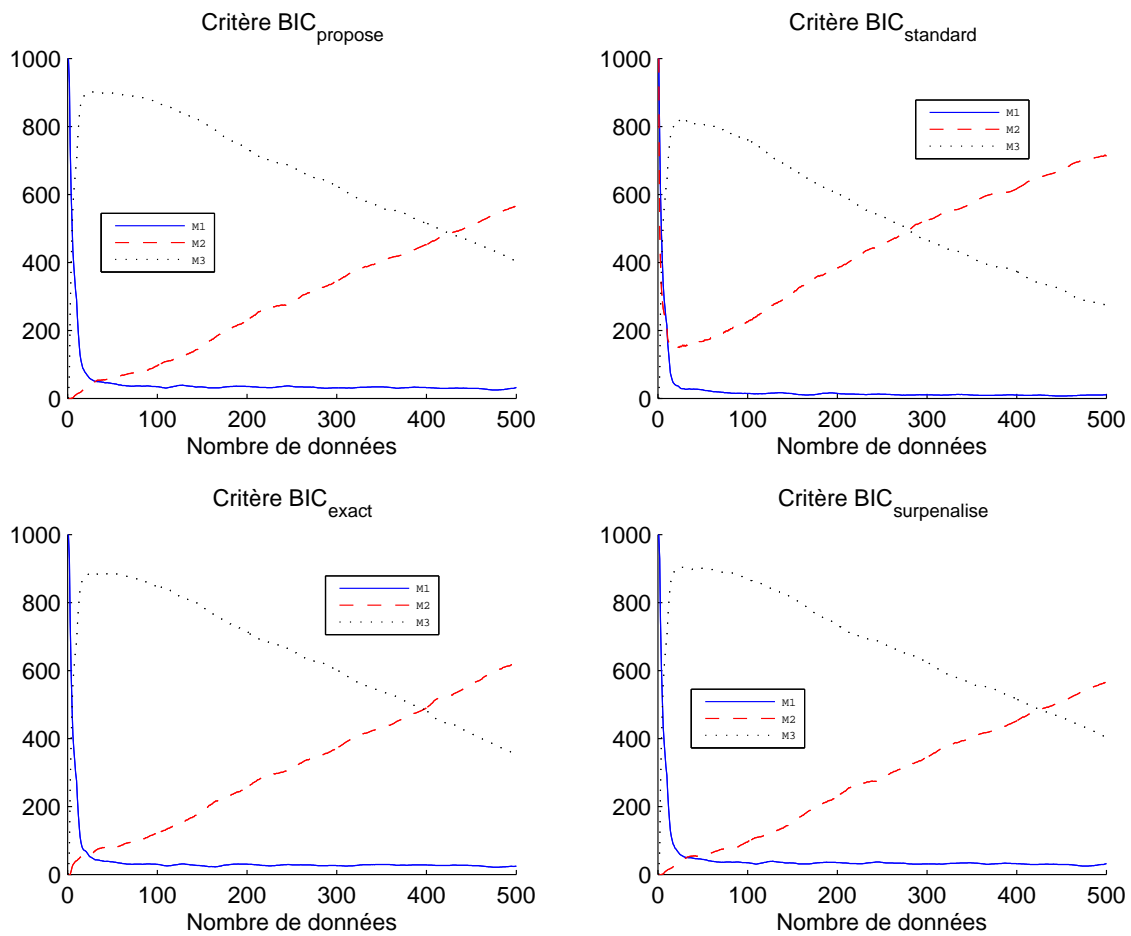 Critère BIC_propose
1000
800
600
400
200
0
M1
M2
M3
0 100 200 300 400 500
Nombre de données
Critère BIC_standard
1000
800
600
400
200
0
M1
M2
M3
0 100 200 300 400 500
Nombre de données
Critère BIC_exact
1000
800
600
400
200
0
M1
M2
M3
0 100 200 300 400 500
Nombre de données
Critère BIC_surpenalise
1000
800
600
400
200
0
M1
M2
M3
0 100 200 300 400 500
Nombre de données